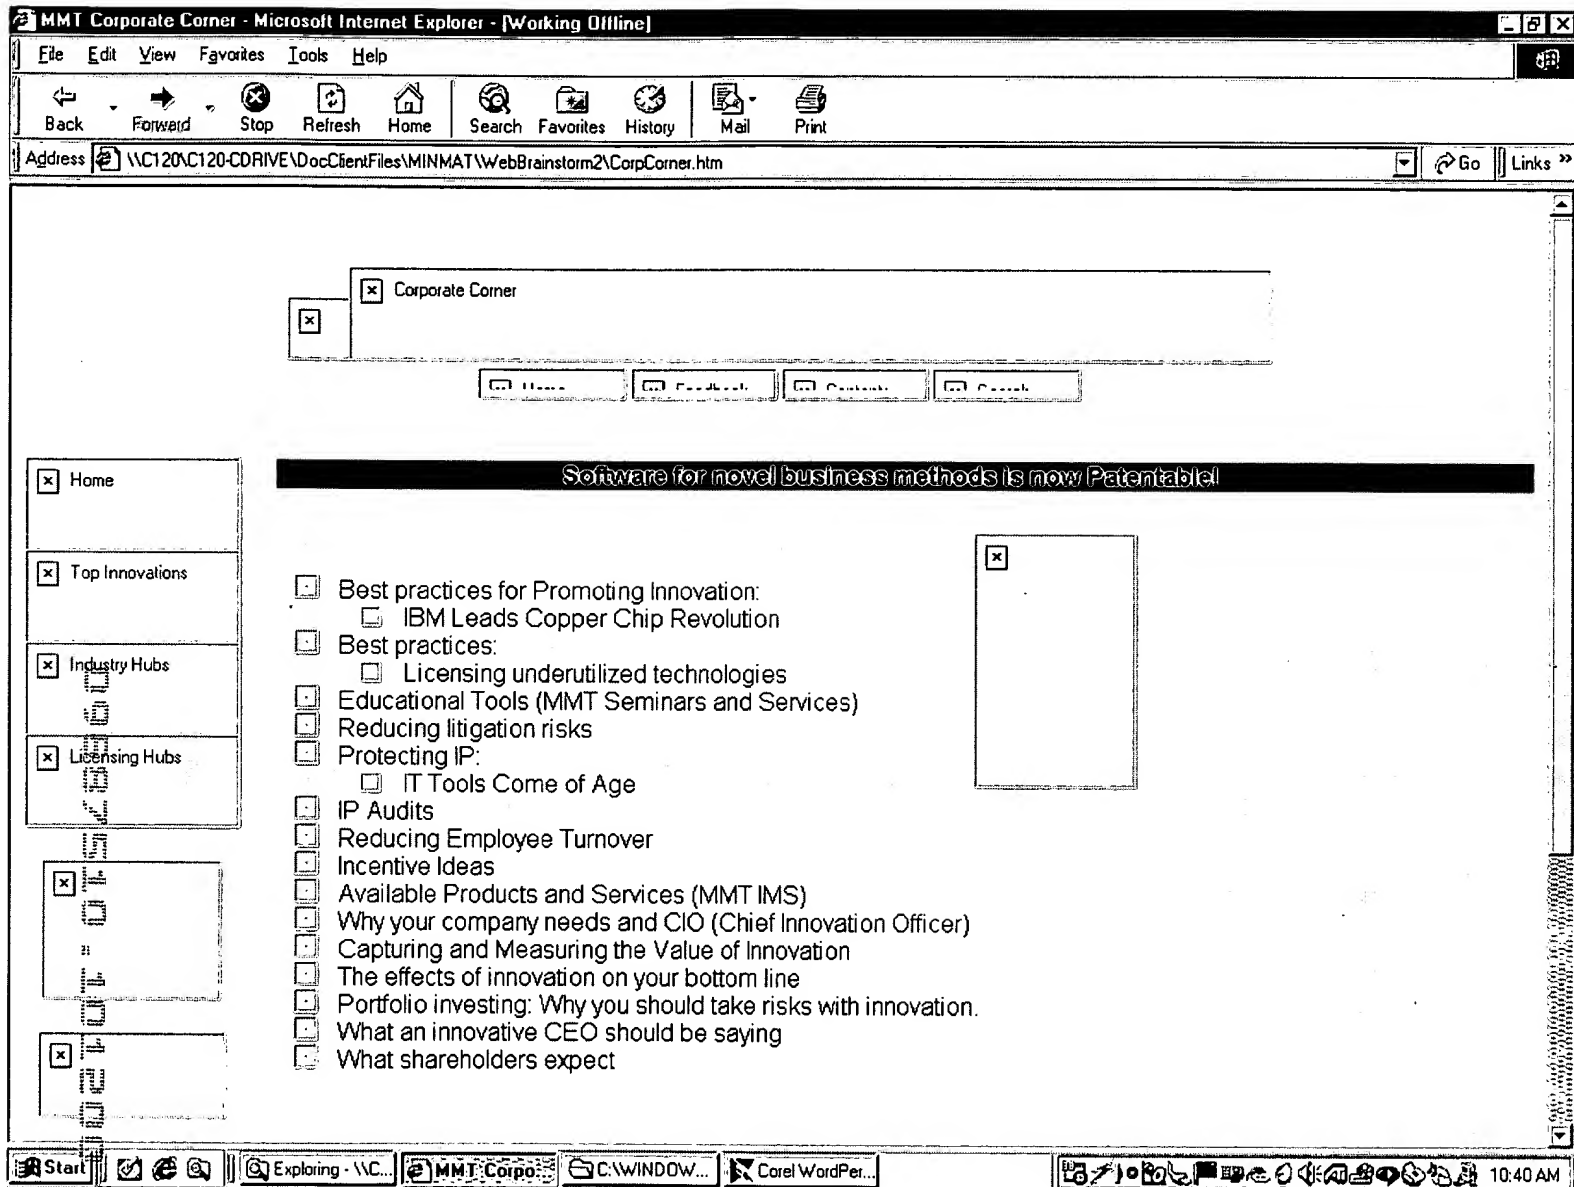 MMT Corporate Corner - Microsoft Internet Explorer - [Working Offline]
File Edit View Favorites Tools Help
Back Forward Stop Refresh Home Search Favorites History Mail Print
Address \\C120\C120-CDRIVE\DocClientFiles\MINMAT\WebBrainstorm2\CorpCorner.htm Go Links »
Corporate Corner
Software for novel business methods is now Patentable!
Home
Top Innovations
Industry Hubs
Licensing Hubs
Best practices for Promoting Innovation:
IBM Leads Copper Chip Revolution
Best practices:
Licensing underutilized technologies
Educational Tools (MMT Seminars and Services)
Reducing litigation risks
Protecting IP:
IT Tools Come of Age
IP Audits
Reducing Employee Turnover
Incentive Ideas
Available Products and Services (MMT IMS)
Why your company needs and CIO (Chief Innovation Officer)
Capturing and Measuring the Value of Innovation
The effects of innovation on your bottom line
Portfolio investing: Why you should take risks with innovation.
What an innovative CEO should be saying
What shareholders expect
Start Exploring - \\C... MMT Corpo... C:\WINDOW... Corel WordPer... 10:40 AM